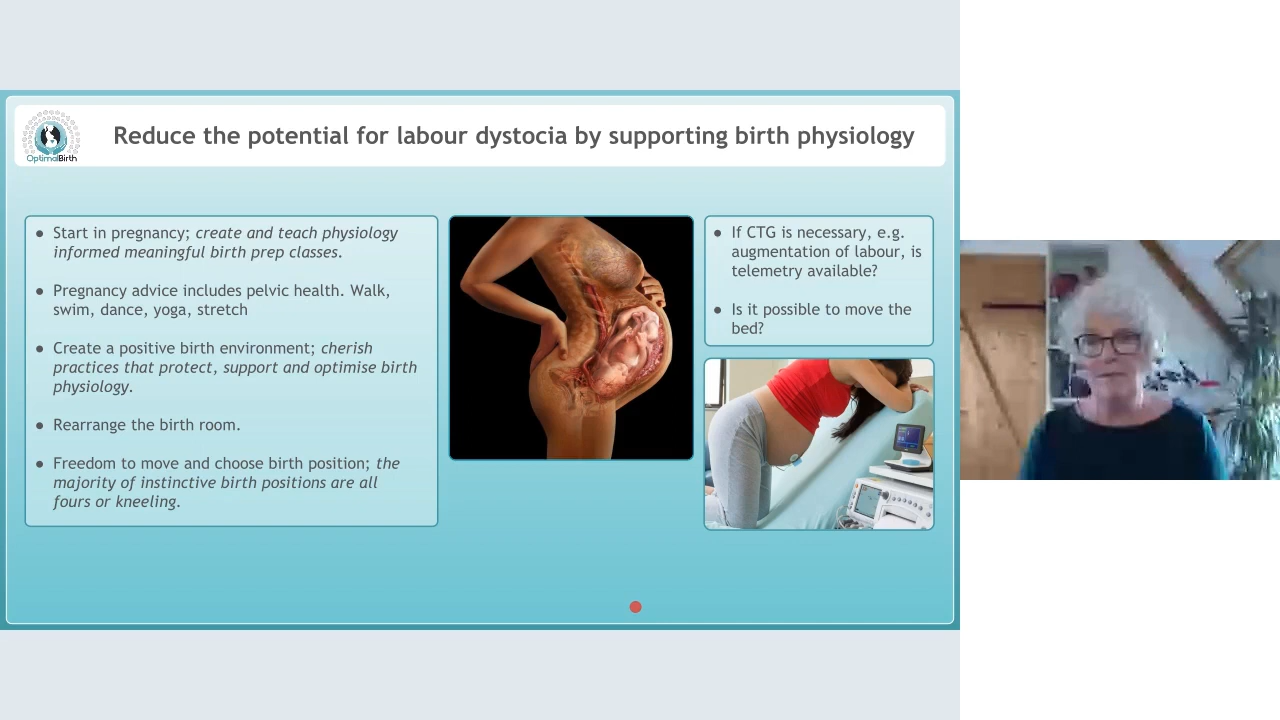 Reduce the potential for labour dystocia by supporting birth physiology
OptimalBirth
● Start in pregnancy; create and teach physiology
informed meaningful birth prep classes.
● Pregnancy advice includes pelvic health. Walk,
swim, dance, yoga, stretch
● Create a positive birth environment; cherish
practices that protect, support and optimise birth
physiology.
● Rearrange the birth room.
● Freedom to move and choose birth position; the
majority of instinctive birth positions are all
fours or kneeling.
● If CTG is necessary, e.g.
augmentation of labour, is
telemetry available?
● Is it possible to move the
bed?